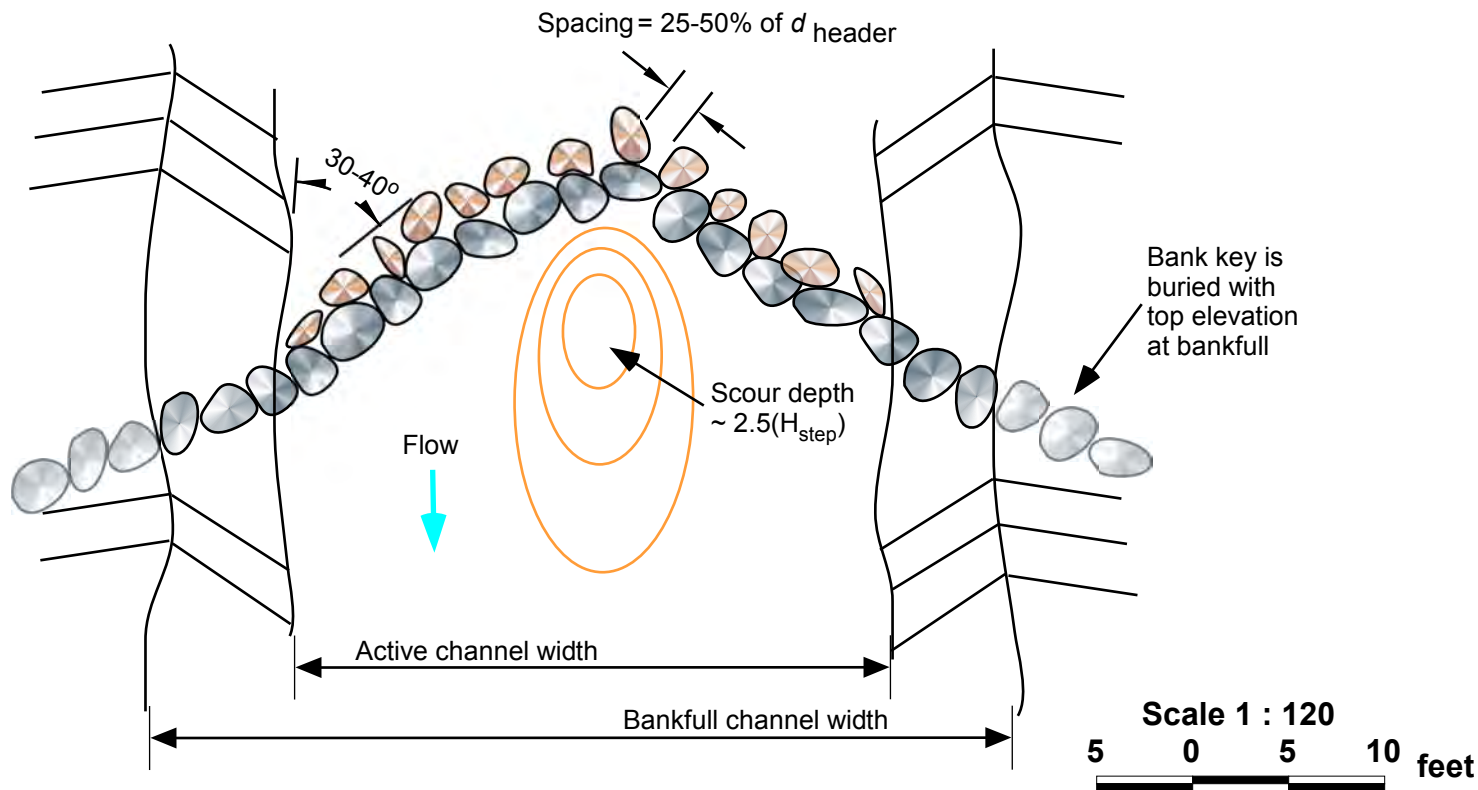 Spacing = 25-50% of d header
30-40º
Bank key is
buried with
top elevation
at bankfull
Scour depth
~ 2.5(Hstep)
Flow
Active channel width
Bankfull channel width
Scale 1 : 120
5 0 5 10 feet